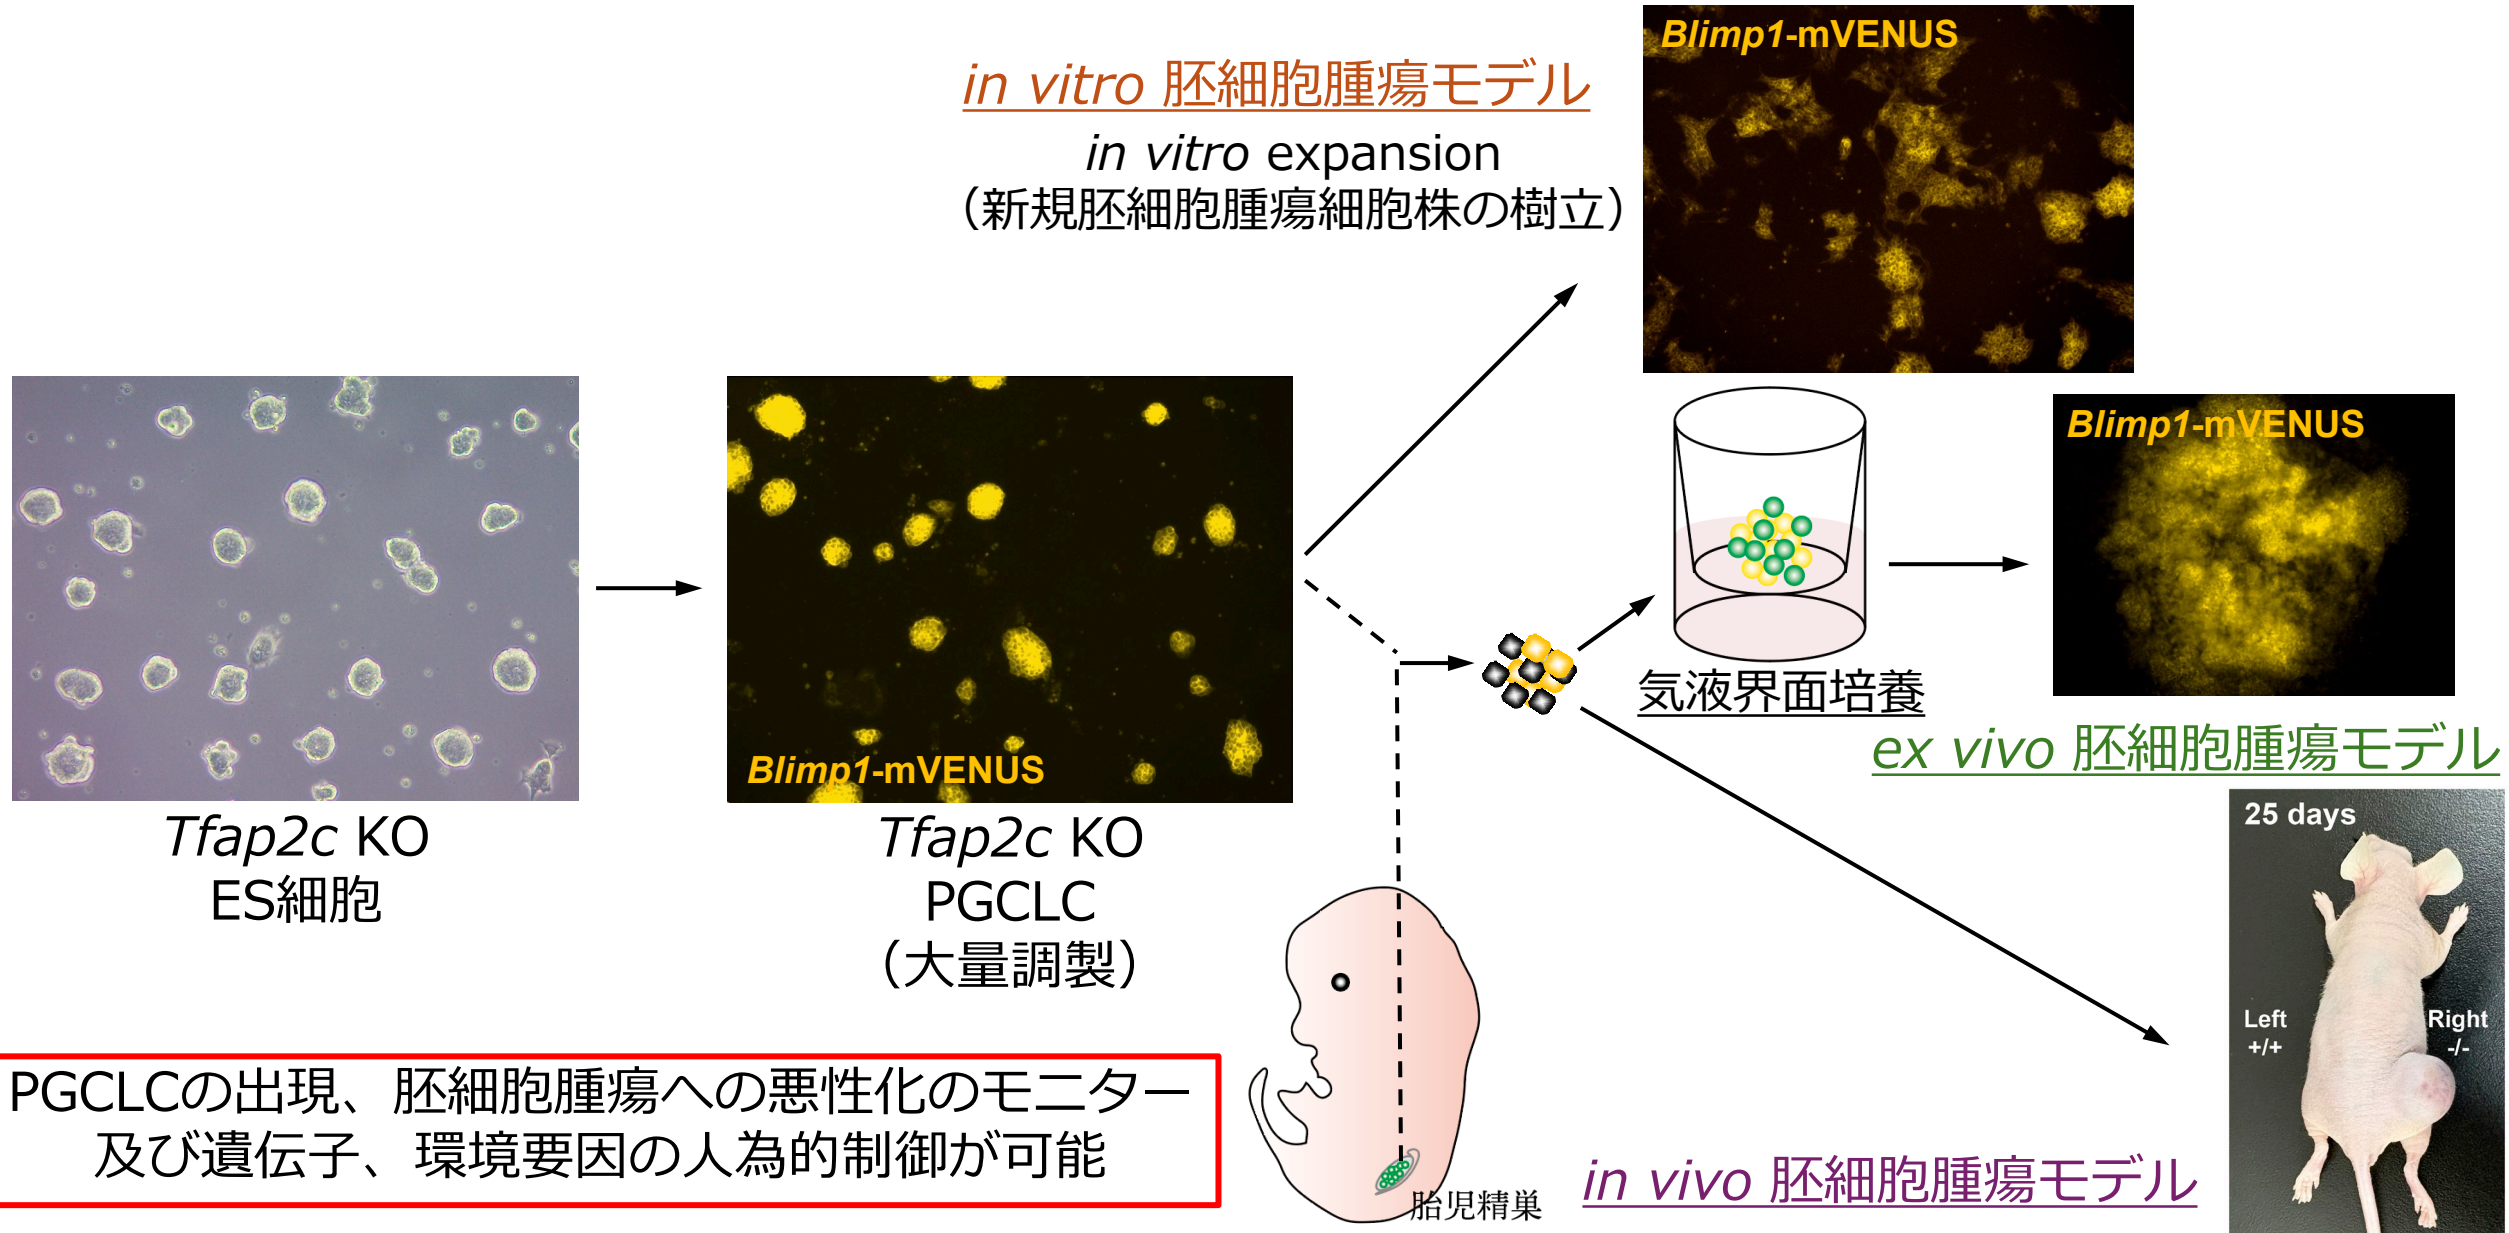 in vitro 胚細胞腫瘍モデル
in vitro expansion
（新規胚細胞腫瘍細胞株の樹立）
Blimp1-mVENUS
Tfap2c KO
ES細胞
Blimp1-mVENUS
Tfap2c KO
PGCLC
（大量調製）
気液界面培養
Blimp1-mVENUS
ex vivo 胚細胞腫瘍モデル
25 days
Left
+/+
Right
-/-
in vivo 胚細胞腫瘍モデル
胎児精巣
PGCLCの出現、胚細胞腫瘍への悪性化のモニター
及び遺伝子、環境要因の人為的制御が可能